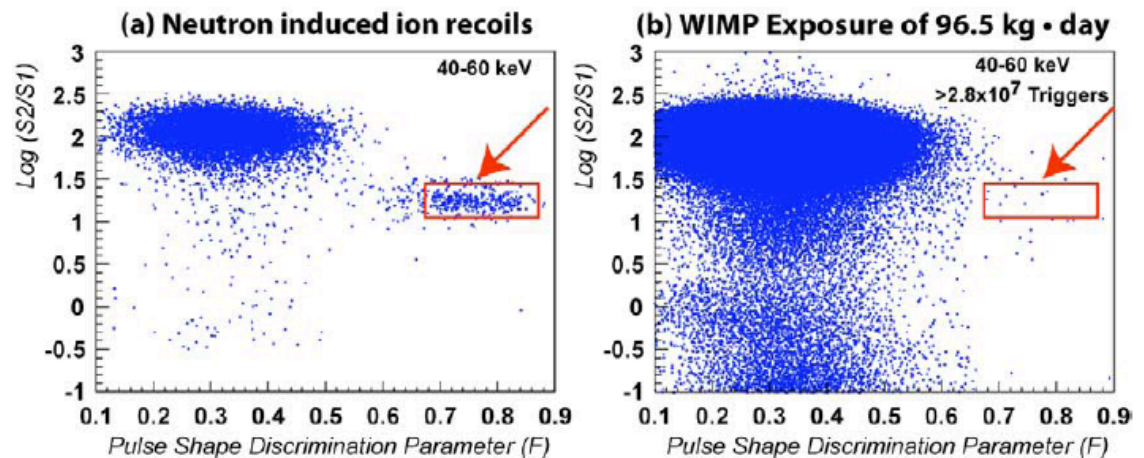 (a) Neutron induced ion recoils
40-60 keV
Log (S2/S1)
3
2.5
2
1.5
1
0.5
0
-0.5
-1
0.1 0.2 0.3 0.4 0.5 0.6 0.7 0.8 0.9
Pulse Shape Discrimination Parameter (F)
(b) WIMP Exposure of 96.5 kg • day
40-60 keV
>2.8x10⁷ Triggers
Log (S2/S1)
3
2.5
2
1.5
1
0.5
0
-0.5
-1
0.1 0.2 0.3 0.4 0.5 0.6 0.7 0.8 0.9
Pulse Shape Discrimination Parameter (F)